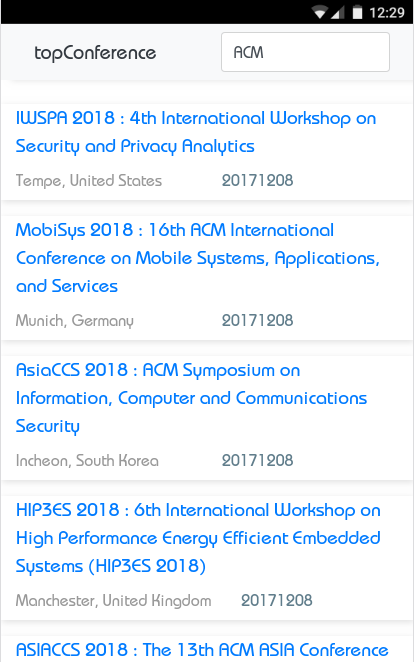 12:29
topConference
ACM
IWSPA 2018 : 4th International Workshop on
Security and Privacy Analytics
Tempe, United States 20171208
MobiSys 2018 : 16th ACM International
Conference on Mobile Systems, Applications,
and Services
Munich, Germany 20171208
AsiaCCS 2018 : ACM Symposium on
Information, Computer and Communications
Security
Incheon, South Korea 20171208
HIP3ES 2018 : 6th International Workshop on
High Performance Energy Efficient Embedded
Systems (HIP3ES 2018)
Manchester, United Kingdom 20171208
ASIACCS 2018 : The 13th ACM ASIA Conference